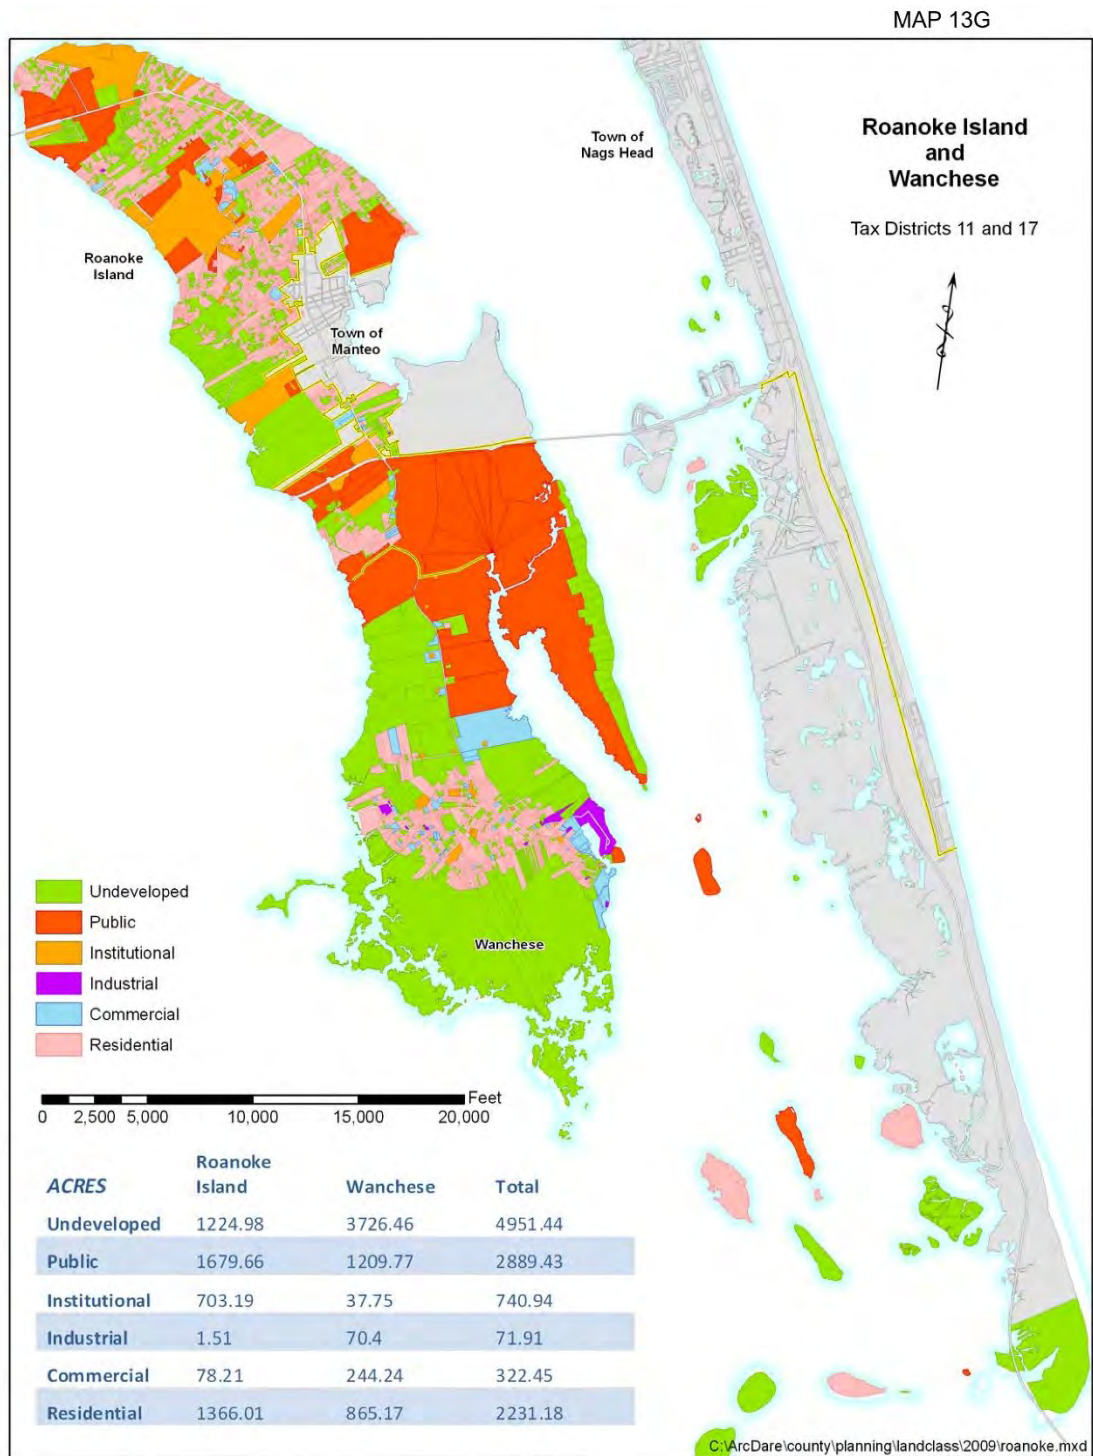 MAP 13G
Roanoke Island
and
Wanchese
Tax Districts 11 and 17
Town of
Nags Head
Roanoke
Island
Town of
Manteo
Wanchese
Undeveloped
Public
Institutional
Industrial
Commercial
Residential
Feet
0 2,500 5,000 10,000 15,000 20,000
ACRES Roanoke Island Wanchese Total
Undeveloped 1224.98 3726.46 4951.44
Public 1679.66 1209.77 2889.43
Institutional 703.19 37.75 740.94
Industrial 1.51 70.4 71.91
Commercial 78.21 244.24 322.45
Residential 1366.01 865.17 2231.18
C:\ArcDare\county\planning\landclass\2009\roanoke.mxd